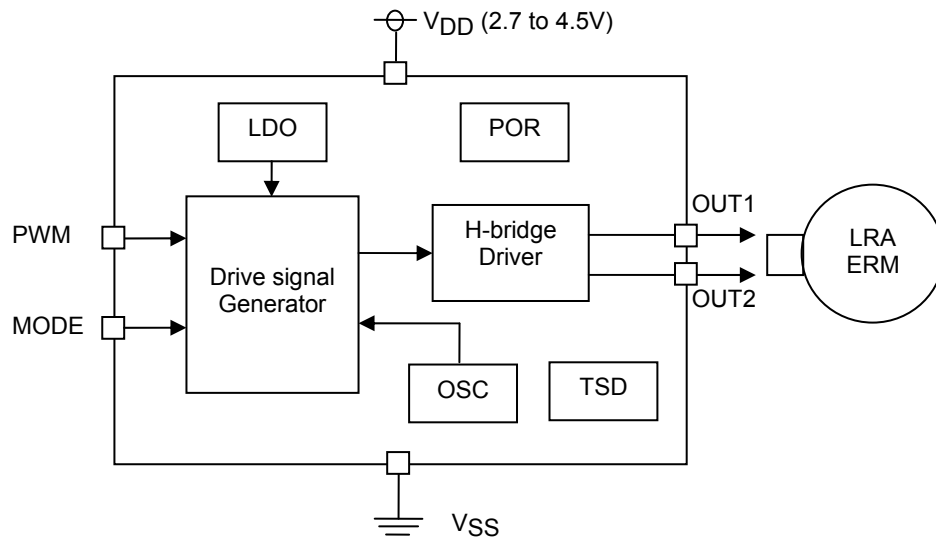 VDD (2.7 to 4.5V)
LDO
POR
PWM
MODE
Drive signal
Generator
H-bridge
Driver
OUT1
OUT2
LRA
ERM
OSC
TSD
VSS